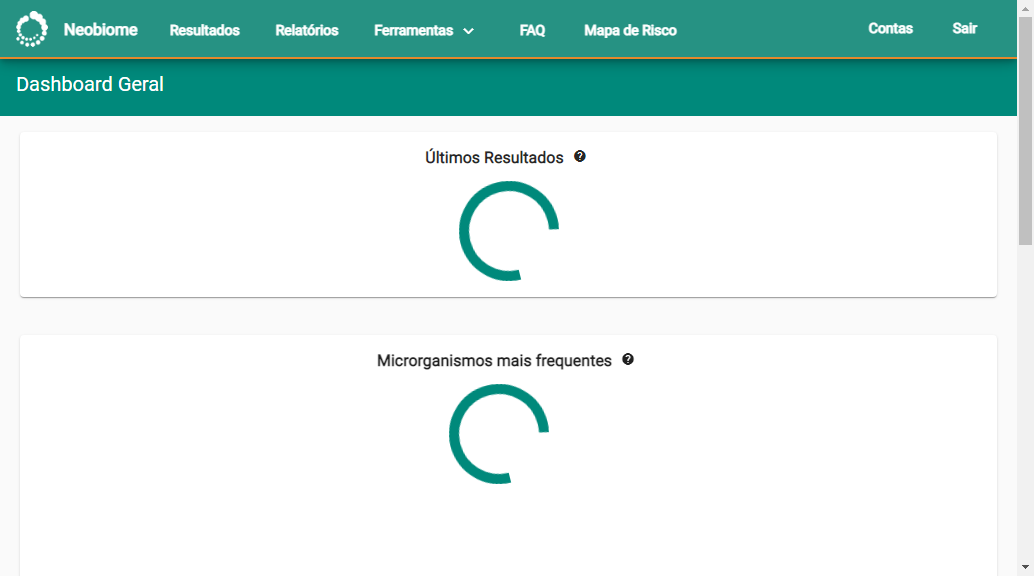 Neobiome Resultados Relatórios Ferramentas FAQ Mapa de Risco Contas Sair
Dashboard Geral
Últimos Resultados ?
Microrganismos mais frequentes ?